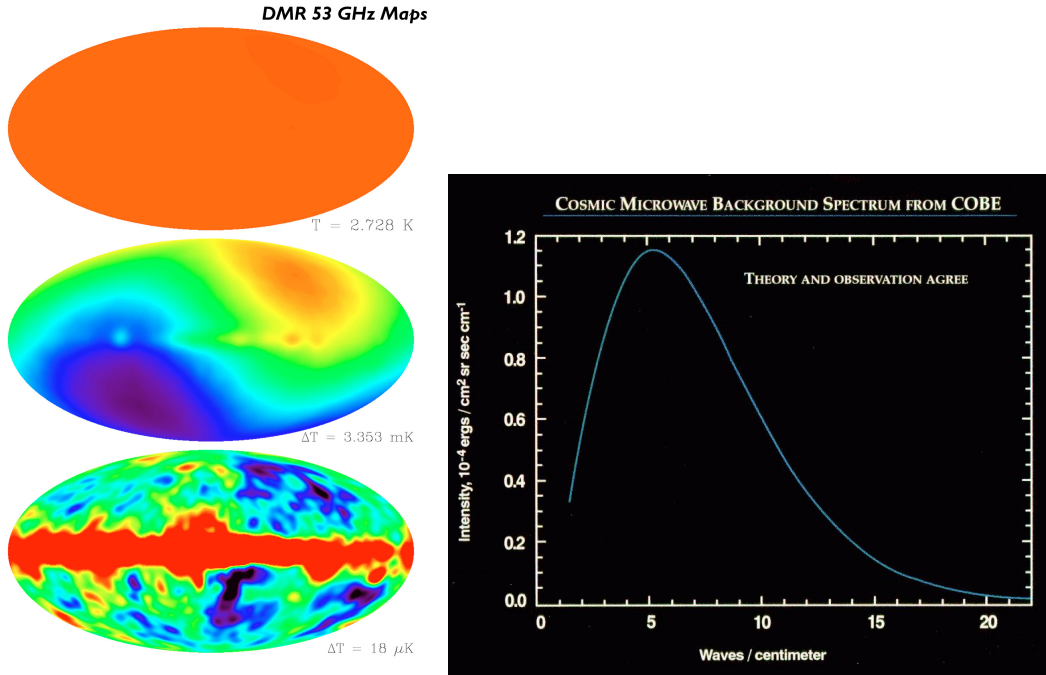 DMR 53 GHz Maps
T = 2.728 K
ΔT = 3.353 mK
ΔT = 18 μK
COSMIC MICROWAVE BACKGROUND SPECTRUM FROM COBE
THEORY AND OBSERVATION AGREE
Intensity, 10⁻⁴ ergs / cm² sr sec cm⁻¹
1.2
1.0
0.8
0.6
0.4
0.2
0.0
0 5 10 15 20
Waves / centimeter